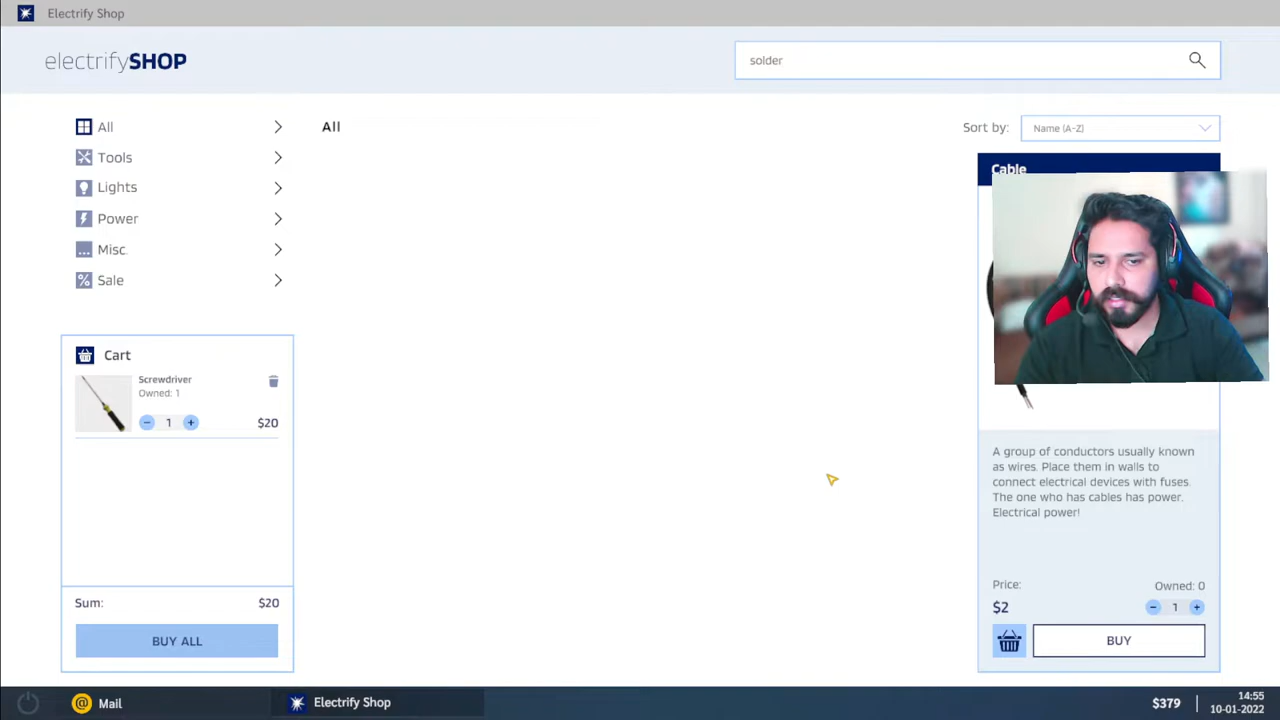 Electrify Shop
electrifySHOP
solder
All
Tools
Lights
Power
Misc.
Sale
All
Sort by:
Name (A-Z)
Cart
Screwdriver
Owned: 1
1
$20
Sum:
$20
BUY ALL
Cable
A group of conductors usually known
as wires. Place them in walls to
connect electrical devices with fuses.
The one who has cables has power.
Electrical power!
Price:
Owned: 0
$2
1
BUY
Mail
Electrify Shop
$379
14:55
10-01-2022